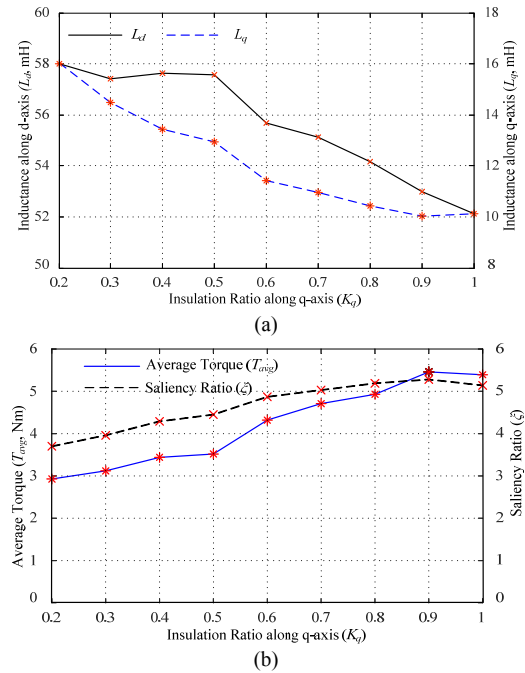 60
58
56
54
52
50
Inductance along d-axis (Ld, mH)
Ld
Lq
18
16
14
12
10
8
Inductance along q-axis (Lq, mH)
0.2 0.3 0.4 0.5 0.6 0.7 0.8 0.9 1
Insulation Ratio along q-axis (Kq)
(a)
6
5
4
3
2
1
0
Average Torque (Tavg, Nm)
Average Torque (Tavg)
Saliency Ratio (ξ)
6
5
4
3
2
1
0
Saliency Ratio (ξ)
0.2 0.3 0.4 0.5 0.6 0.7 0.8 0.9 1
Insulation Ratio along q-axis (Kq)
(b)